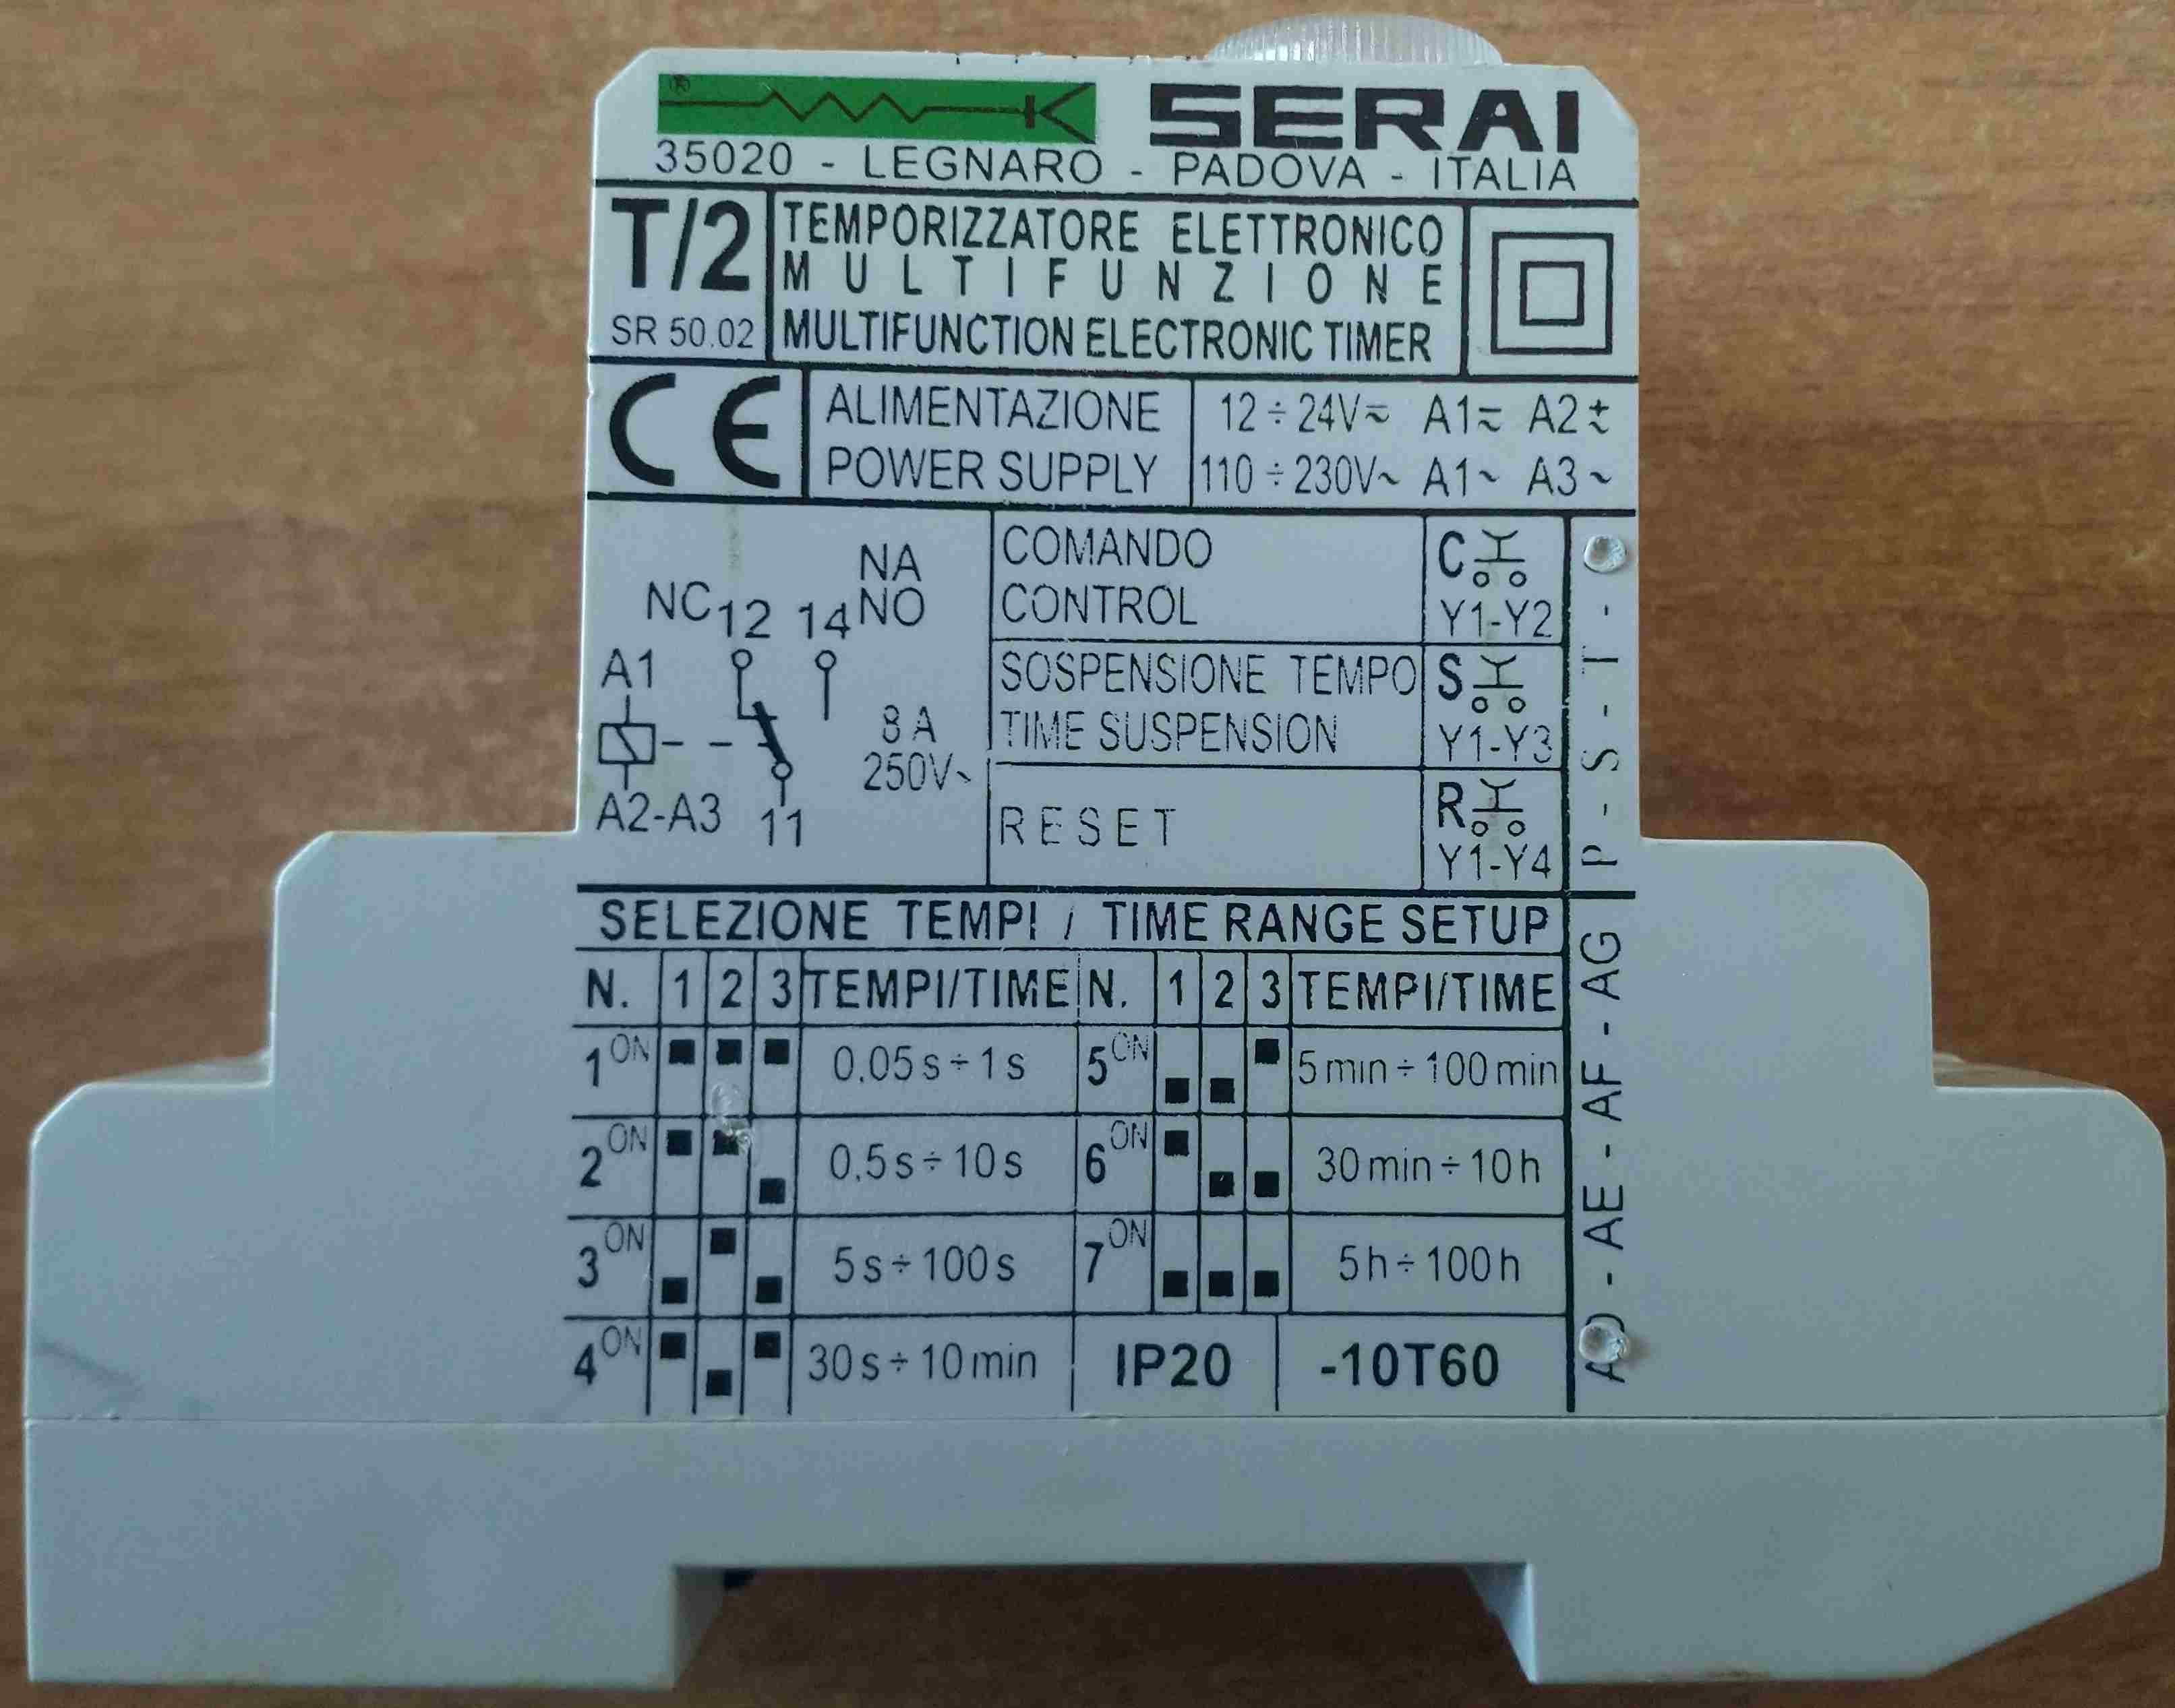 ® SERAI
35020 - LEGNARO - PADOVA - ITALIA
T/2
SR 50.02
TEMPORIZZATORE ELETTRONICO
MULTIFUNZIONE
MULTIFUNCTION ELECTRONIC TIMER
CE
ALIMENTAZIONE
POWER SUPPLY
12 ÷ 24V≂ A1≂ A2±~
110 ÷ 230V~ A1~ A3~
NC 12 14 NA
NO
A1
8 A
250V~
A2-A3 11
COMANDO
CONTROL
C
Y1-Y2
SOSPENSIONE TEMPO
TIME SUSPENSION
S
Y1-Y3
RESET
R
Y1-Y4
SELEZIONE TEMPI / TIME RANGE SETUP
N. 1 2 3 TEMPI/TIME N. 1 2 3 TEMPI/TIME
1 ON 0.05 s ÷ 1 s 5 ON 5 min ÷ 100 min
2 ON 0.5 s ÷ 10 s 6 ON 30 min ÷ 10 h
3 ON 5 s ÷ 100 s 7 ON 5 h ÷ 100 h
4 ON 30 s ÷ 10 min IP20 -10T60
- AE - AF - AG
P - S - T -